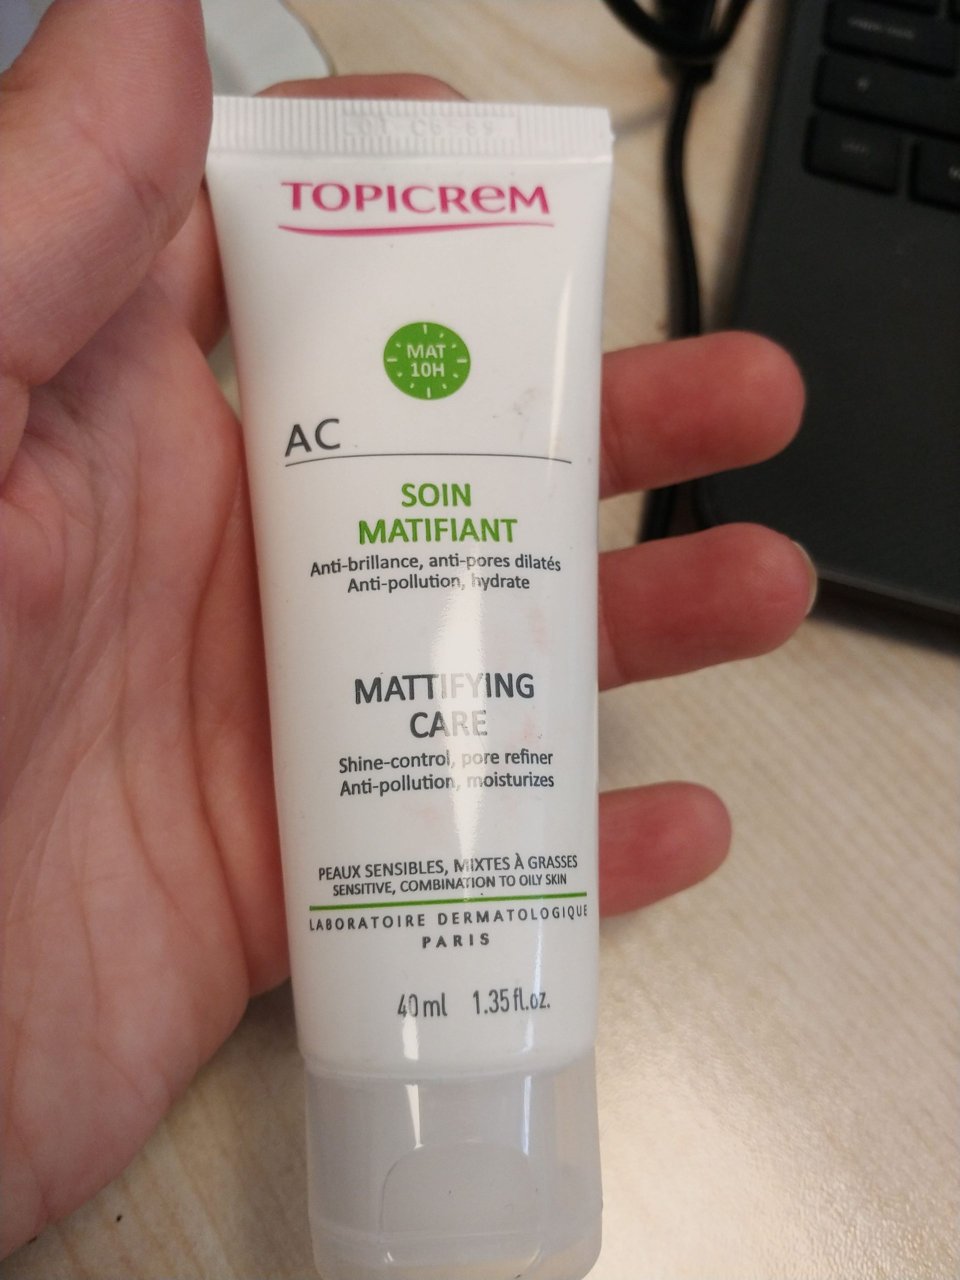 TOPICREM
MAT
10H
AC
SOIN
MATIFIANT
Anti-brillance, anti-pores dilatés
Anti-pollution, hydrate
MATTIFYING
CARE
Shine-control, pore refiner
Anti-pollution, moisturizes
PEAUX SENSIBLES, MIXTES À GRASSES
SENSITIVE, COMBINATION TO OILY SKIN
LABORATOIRE DERMATOLOGIQUE
PARIS
40 ml 1.35 fl.oz.